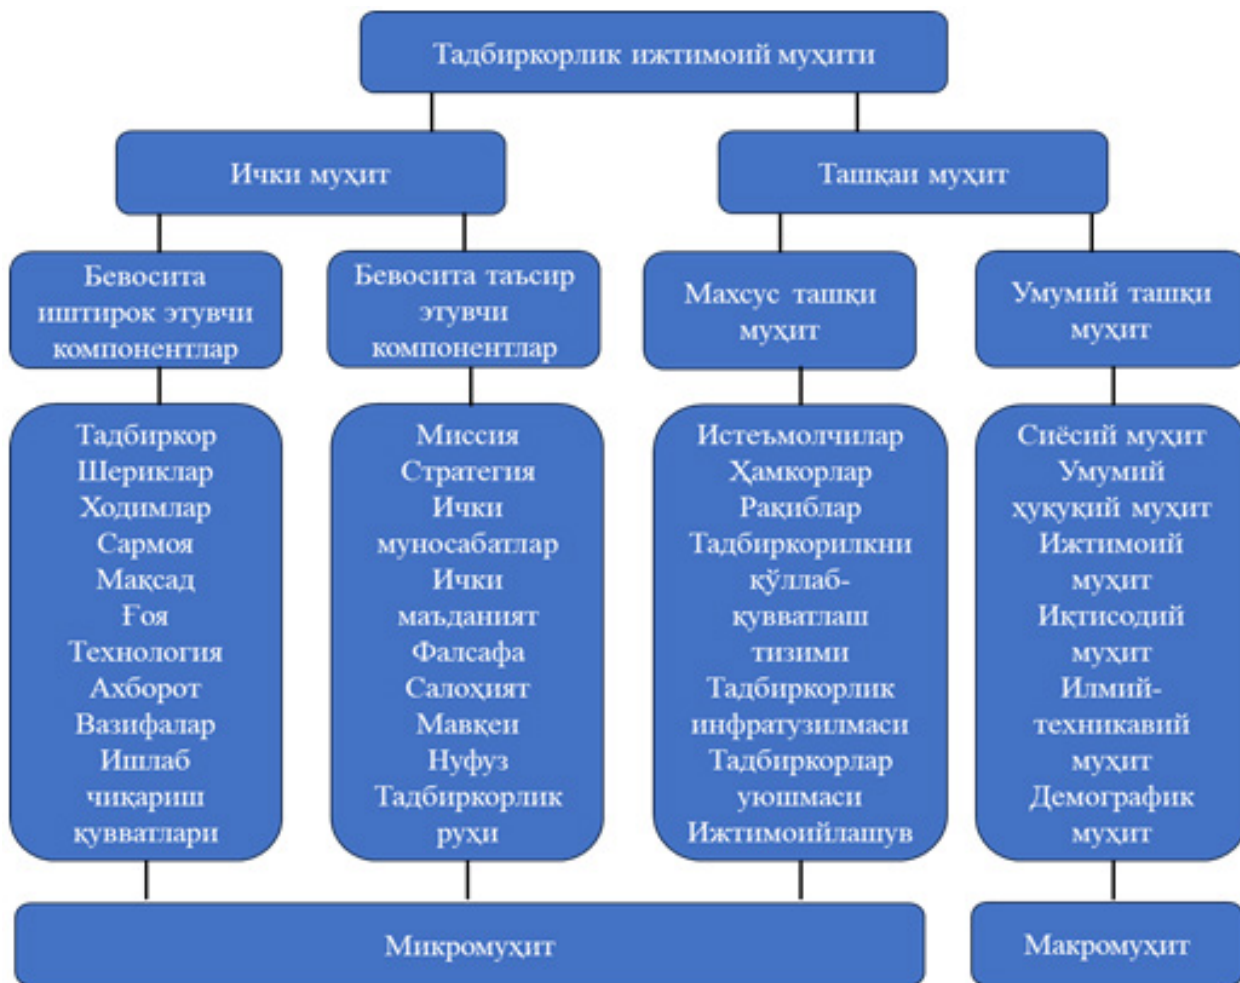 Тадбиркорлик ижтимоий муҳити
Ички муҳит
Ташқаи муҳит
Бевосита
иштирок этувчи
компонентлар
Бевосита таъсир
этувчи
компонентлар
Махсус ташқи
муҳит
Умумий ташқи
муҳит
Тадбиркор
Шериклар
Ходимлар
Сармоя
Мақсад
Ғоя
Технология
Ахборот
Вазифалар
Ишлаб
чиқариш
қувватлари
Миссия
Стратегия
Ички
муносабатлар
Ички
маъданият
Фалсафа
Салоҳият
Мавқеи
Нуфуз
Тадбиркорлик
руҳи
Истеъмолчилар
Ҳамкорлар
Рақиблар
Тадбиркорилкни
қўллаб-
қувватлаш
тизими
Тадбиркорлик
инфратузилмаси
Тадбиркорлар
уюшмаси
Ижтимоийлашув
Сиёсий муҳит
Умумий
ҳуқуқий муҳит
Ижтимоий
муҳит
Иқтисодий
муҳит
Илмий-
техникавий
муҳит
Демографик
муҳит
Микромуҳит
Макромуҳит